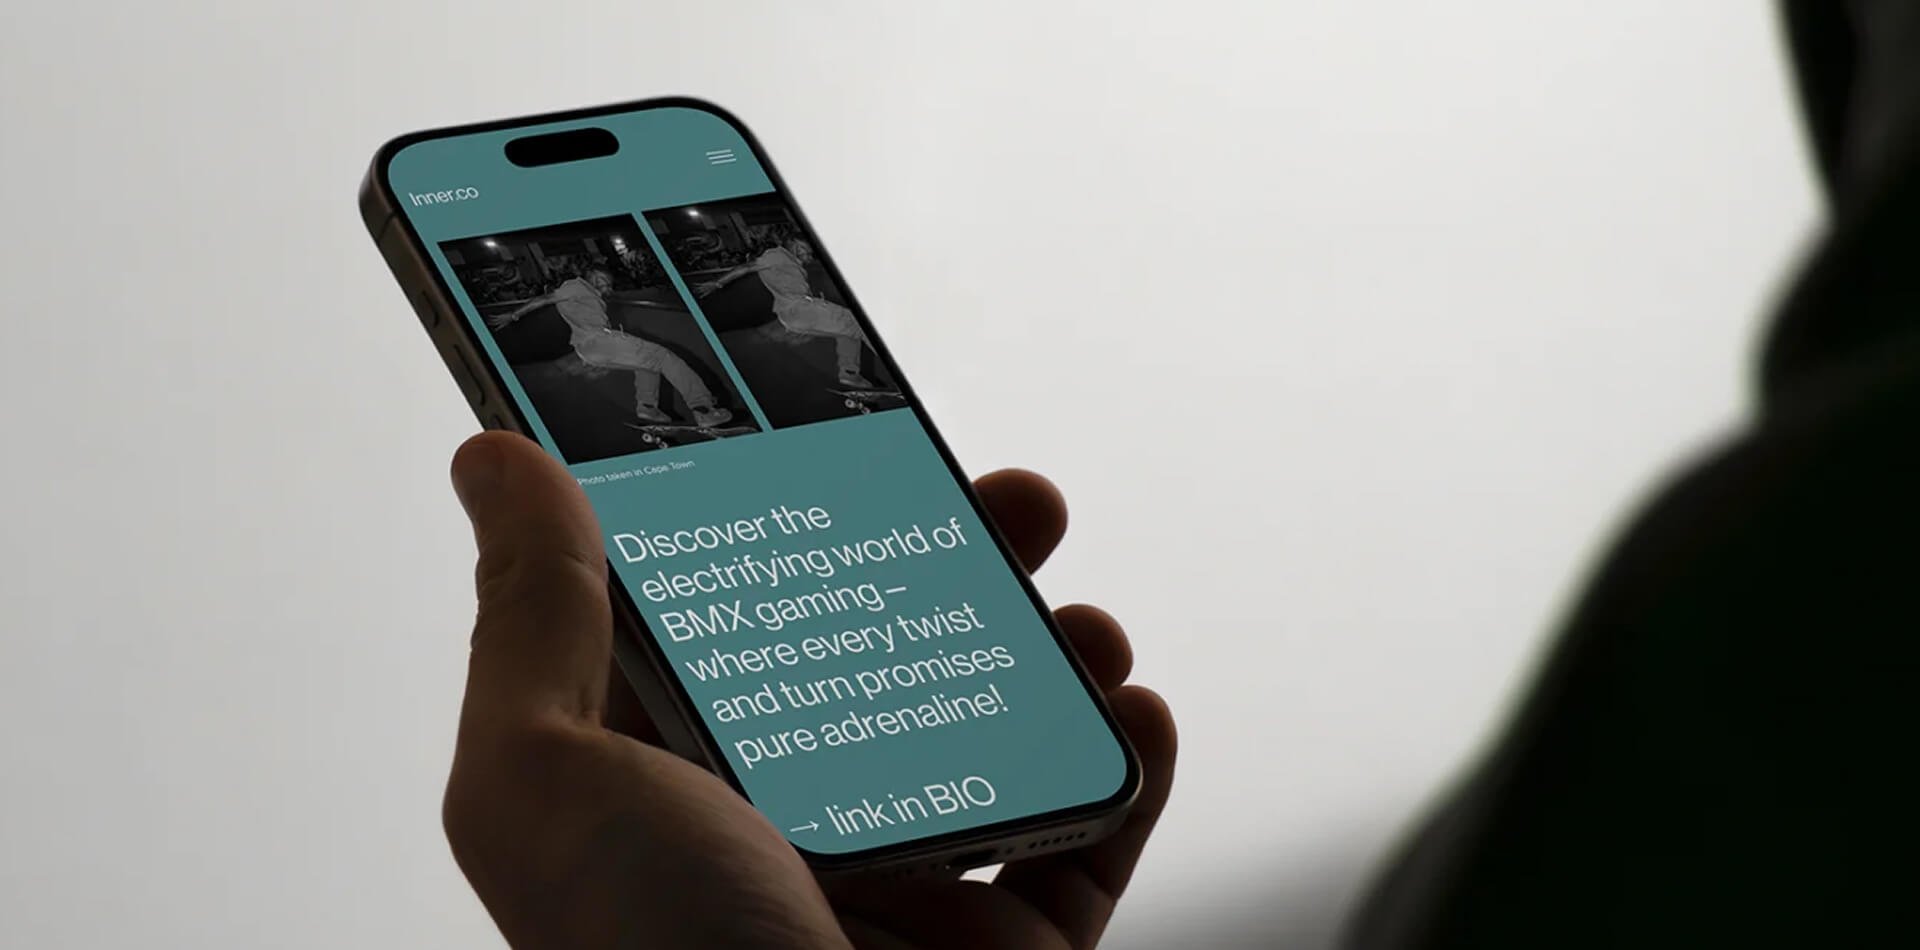 Inner.co
Photo taken in Cape Town
Discover the
electrifying world of
BMX gaming –
where every twist
and turn promises
pure adrenaline!
→ link in BIO